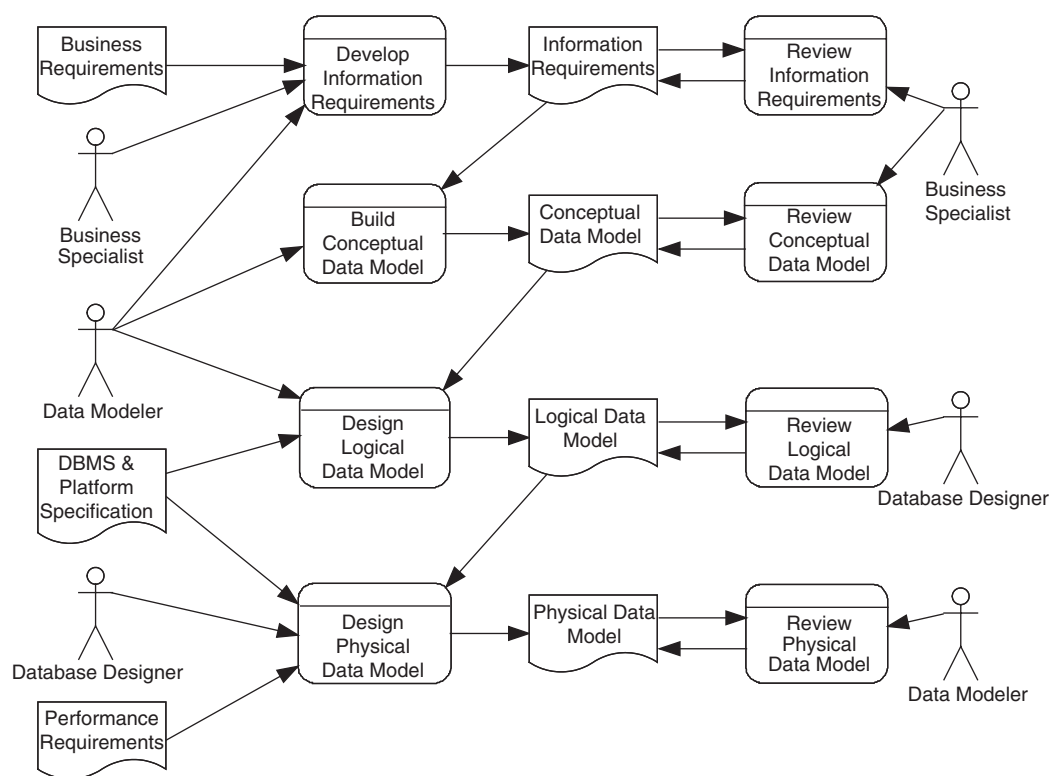 Business
Requirements
Develop
Information
Requirements
Information
Requirements
Review
Information
Requirements
Business
Specialist
Business
Specialist
Build
Conceptual
Data Model
Conceptual
Data Model
Review
Conceptual
Data Model
Data Modeler
Design
Logical
Data Model
Logical Data
Model
Review
Logical
Data Model
Database Designer
DBMS &
Platform
Specification
Database Designer
Design
Physical
Data Model
Physical Data
Model
Review
Physical
Data Model
Data Modeler
Performance
Requirements